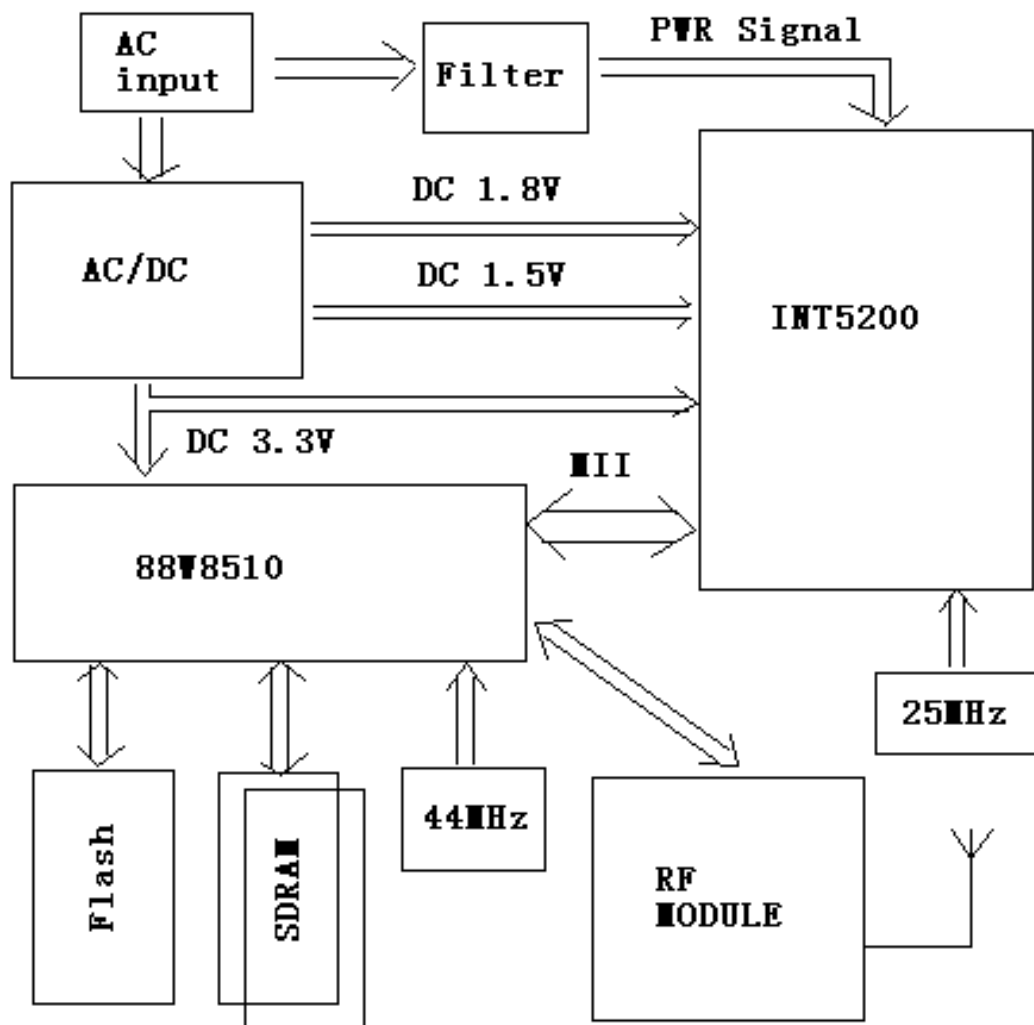 AC
input
Filter
PWR Signal
DC 1.8V
AC/DC
DC 1.5V
INT5200
DC 3.3V
MII
88W8510
25MHz
44MHz
Flash
SDRAM
RF
MODULE